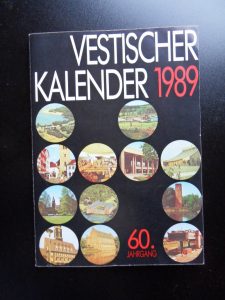 VESTISCHER
KALENDER 1989
60.
JAHRGANG